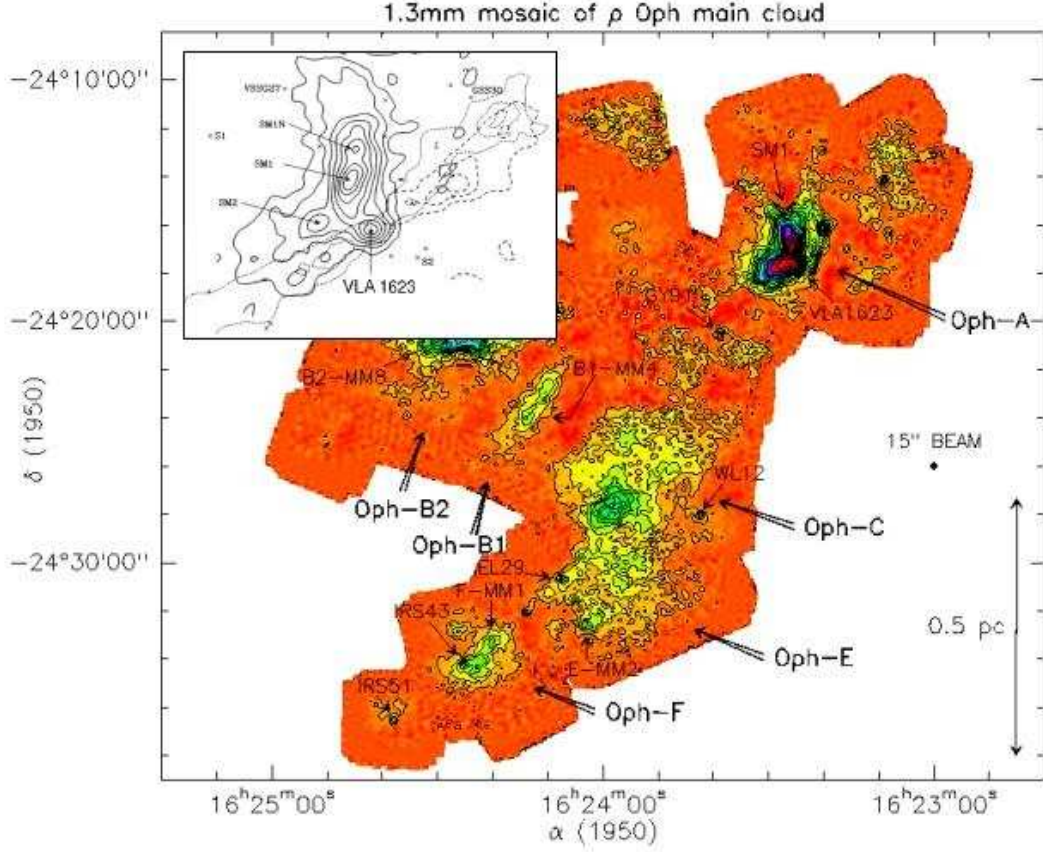 1.3mm mosaic of ρ Oph main cloud
−24°10'00''
−24°20'00''
−24°30'00''
δ (1950)
VSSG27
GSS30
S1
SM1N
SM1
SM2
S2
VLA 1623
SM1
VLA1623
Oph−A
B2−MM8
B1−MM4
15'' BEAM
WL12
Oph−B2
Oph−C
Oph−B1
EL29
F−MM1
IRS43
0.5 pc
E−MM2
Oph−E
IRS51
Oph−F
16h25m00s
16h24m00s
16h23m00s
α (1950)